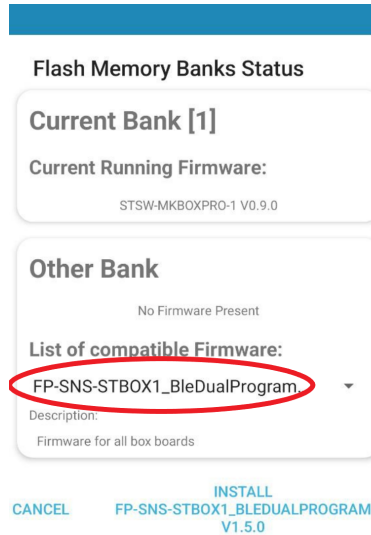 Flash Memory Banks Status
Current Bank [1]
Current Running Firmware:
STSW-MKBOXPRO-1 V0.9.0
Other Bank
No Firmware Present
List of compatible Firmware:
FP-SNS-STBOX1_BleDualProgram.
Description:
Firmware for all box boards
CANCEL
INSTALL
FP-SNS-STBOX1_BLEDUALPROGRAM
V1.5.0